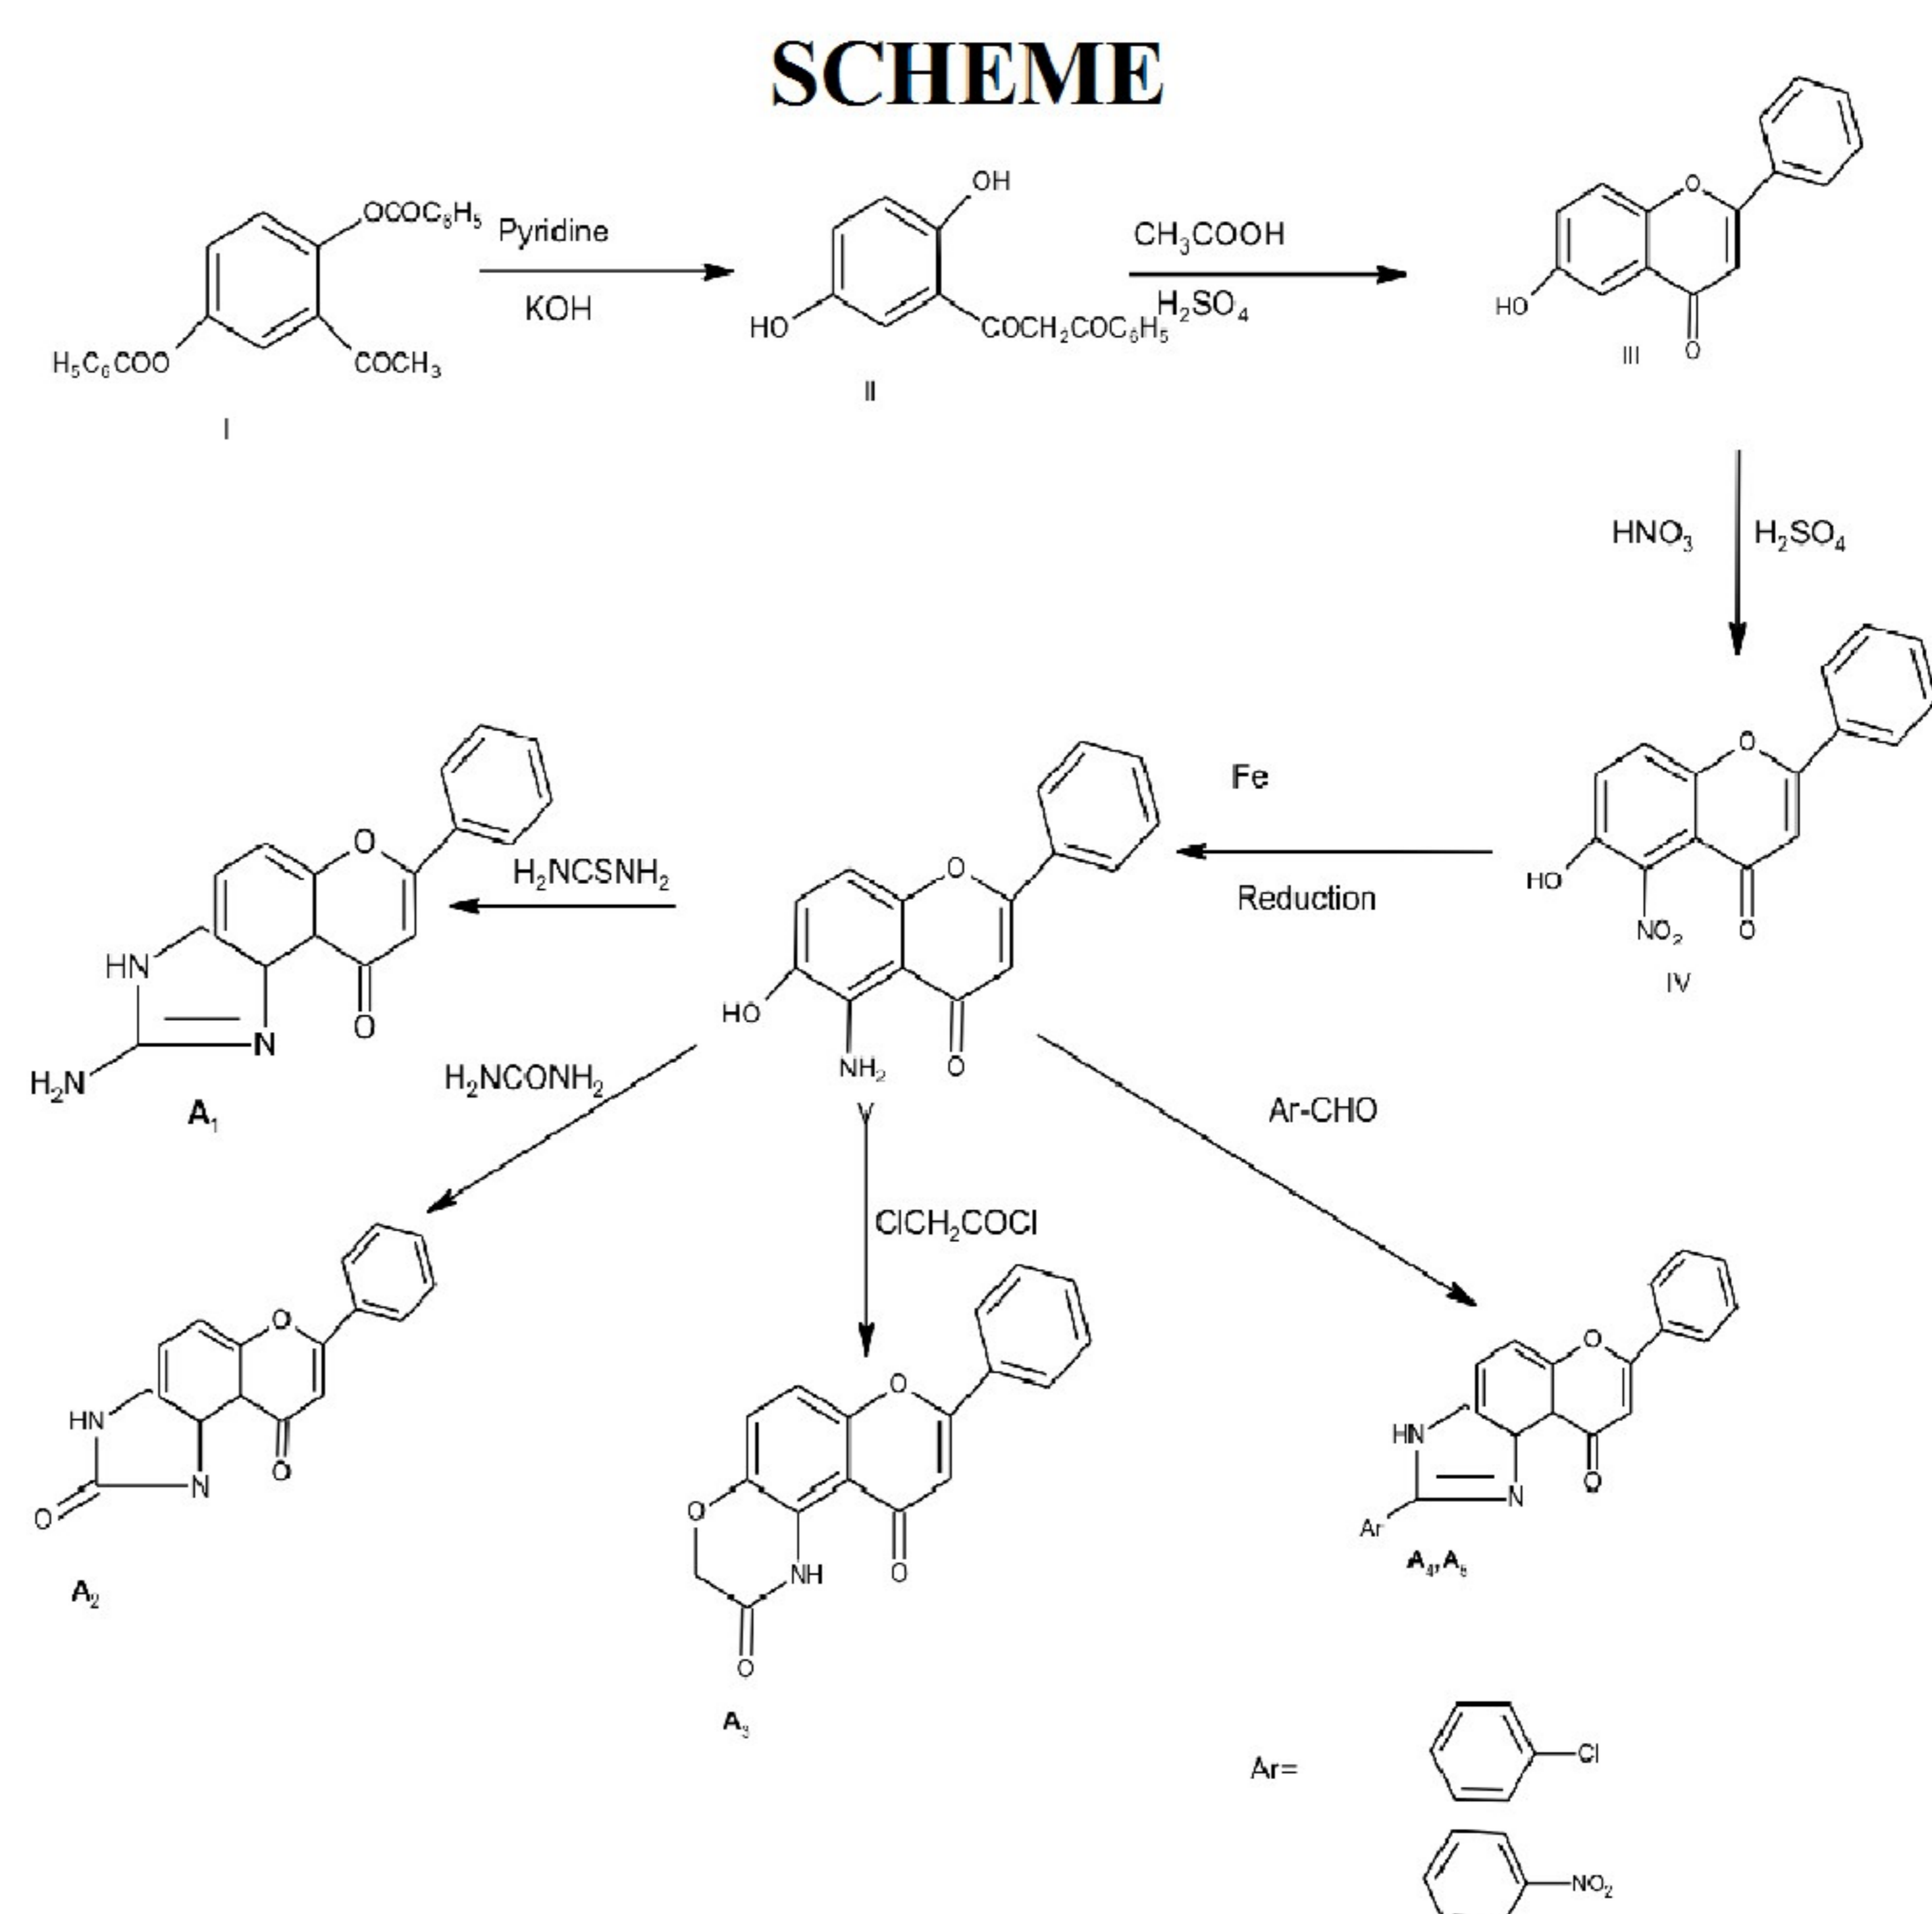 SCHEME
OCOC₆H₅
H₅C₆COO
COCH₃
I
Pyridine
KOH
OH
HO
COCH₂COC₆H₅
II
CH₃COOH
H₂SO₄
O
HO
O
III
HNO₃
H₂SO₄
O
HO
NO₂
O
IV
Fe
Reduction
O
HO
NH₂
O
V
H₂NCSNH₂
O
HN
O
N
H₂N
A₁
H₂NCONH₂
O
HN
O
N
O
A₂
ClCH₂COCl
O
O
NH
O
O
A₃
Ar-CHO
O
HN
O
N
Ar
A₄,A₅
Ar=
Cl
NO₂